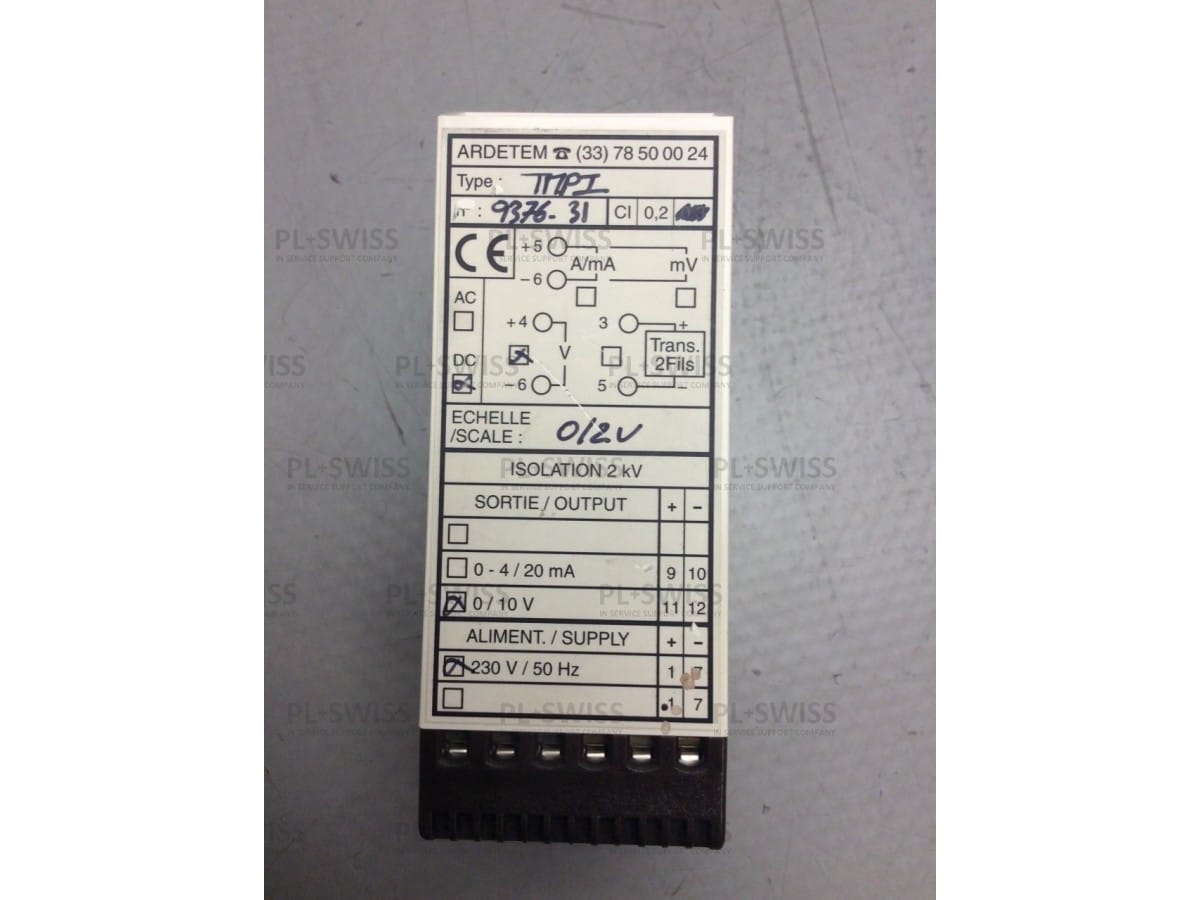 ARDETEM ☎ (33) 78 50 00 24
Type : TMPI
n° : 9376-31 CI 0,2
CE
+5
A/mA mV
-6
AC
+4 3 +
V Trans.
2Fils
DC
-6 5 -
ECHELLE
/SCALE : 0/2V
ISOLATION 2 kV
SORTIE / OUTPUT + -
0 - 4 / 20 mA 9 10
0 / 10 V 11 12
ALIMENT. / SUPPLY + -
230 V / 50 Hz 1 7
1 7
PL+SWISS
IN SERVICE SUPPORT COMPANY